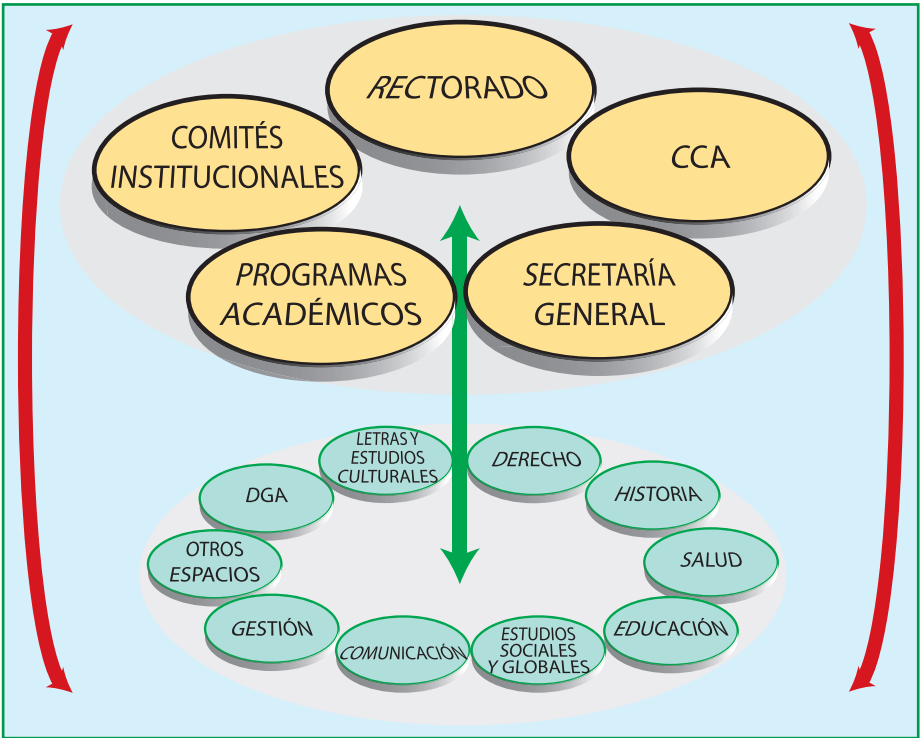 RECTORADO
COMITÉS
INSTITUCIONALES
CCA
PROGRAMAS
ACADÉMICOS
SECRETARÍA
GENERAL
LETRAS Y
ESTUDIOS
CULTURALES
DERECHO
DGA
HISTORIA
OTROS
ESPACIOS
SALUD
GESTIÓN
EDUCACIÓN
COMUNICACIÓN
ESTUDIOS
SOCIALES
Y GLOBALES